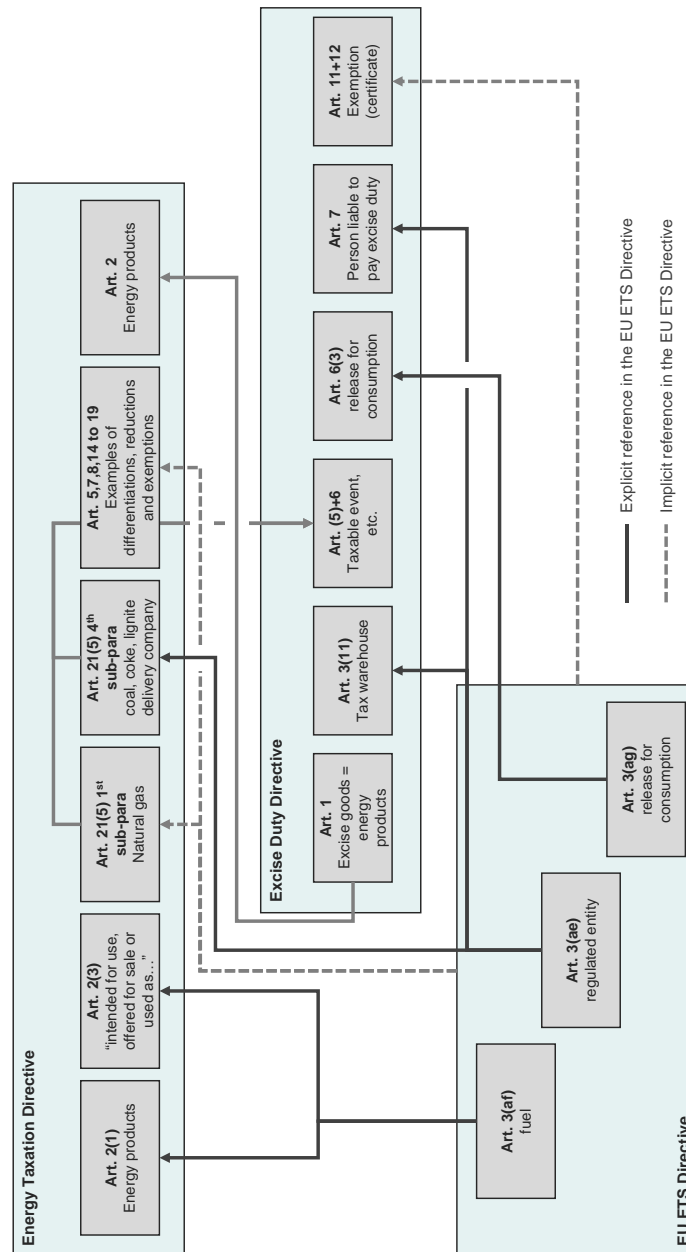 Energy Taxation Directive
Art. 2(1)
Energy products
Art. 2(3)
"intended for use,
offered for sale or
used as…"
Art. 21(5) 1st
sub-para
Natural gas
Art. 21(5) 4th
sub-para
coal, coke, lignite
delivery company
Art. 5,7,8,14 to 19
Examples of
differentiations, reductions
and exemptions
Art. 2
Energy products
Excise Duty Directive
Art. 1
Excise goods =
energy
products
Art. 3(11)
Tax warehouse
Art. (5)+6
Taxable event,
etc.
Art. 6(3)
release for
consumption
Art. 7
Person liable to
pay excise duty
Art. 11+12
Exemption
(certificate)
Art. 3(af)
fuel
Art. 3(ae)
regulated entity
Art. 3(ag)
release for
consumption
EU ETS Directive
Explicit reference in the EU ETS Directive
Implicit reference in the EU ETS Directive